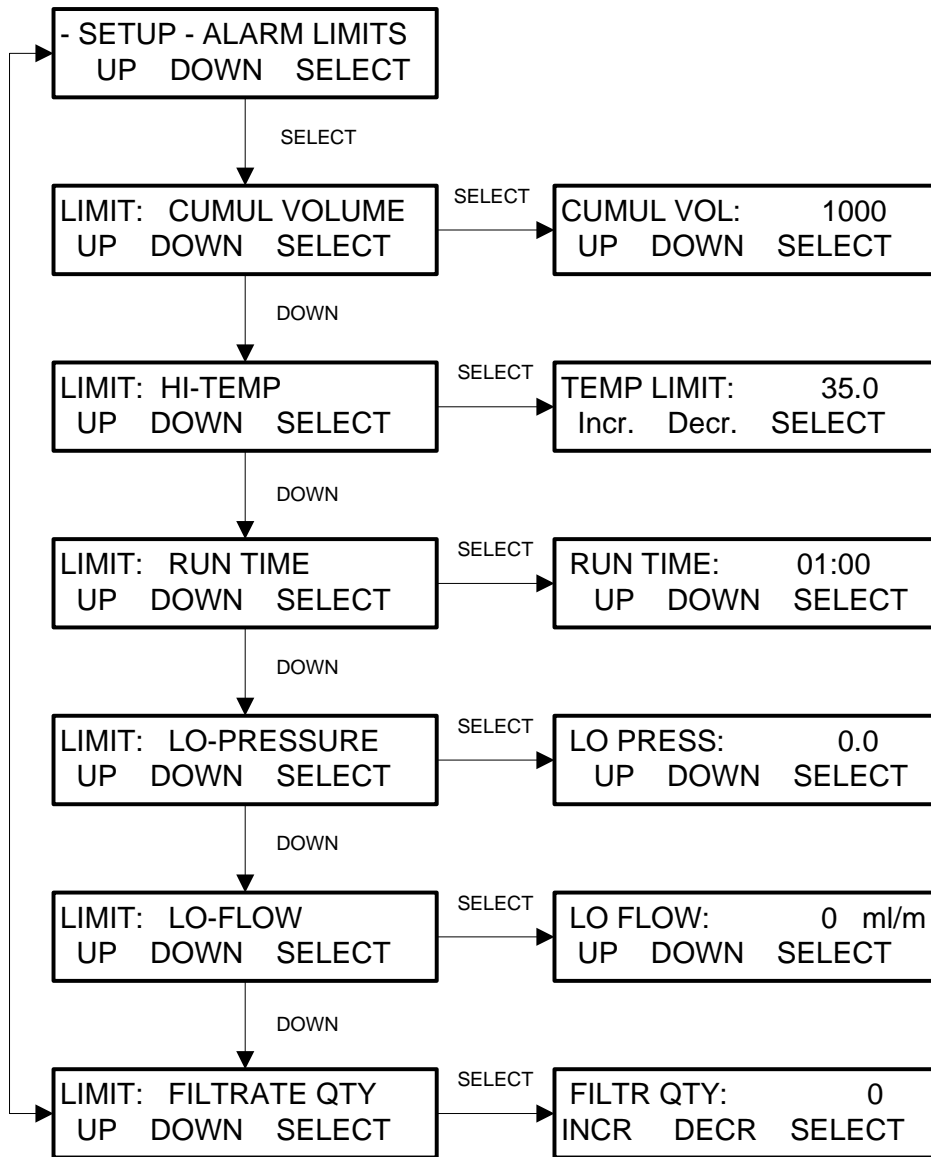 - SETUP - ALARM LIMITS
UP DOWN SELECT
SELECT
LIMIT: CUMUL VOLUME
UP DOWN SELECT
SELECT
CUMUL VOL: 1000
UP DOWN SELECT
DOWN
LIMIT: HI-TEMP
UP DOWN SELECT
SELECT
TEMP LIMIT: 35.0
Incr. Decr. SELECT
DOWN
LIMIT: RUN TIME
UP DOWN SELECT
SELECT
RUN TIME: 01:00
UP DOWN SELECT
DOWN
LIMIT: LO-PRESSURE
UP DOWN SELECT
SELECT
LO PRESS: 0.0
UP DOWN SELECT
DOWN
LIMIT: LO-FLOW
UP DOWN SELECT
SELECT
LO FLOW: 0 ml/m
UP DOWN SELECT
DOWN
LIMIT: FILTRATE QTY
UP DOWN SELECT
SELECT
FILTR QTY: 0
INCR DECR SELECT